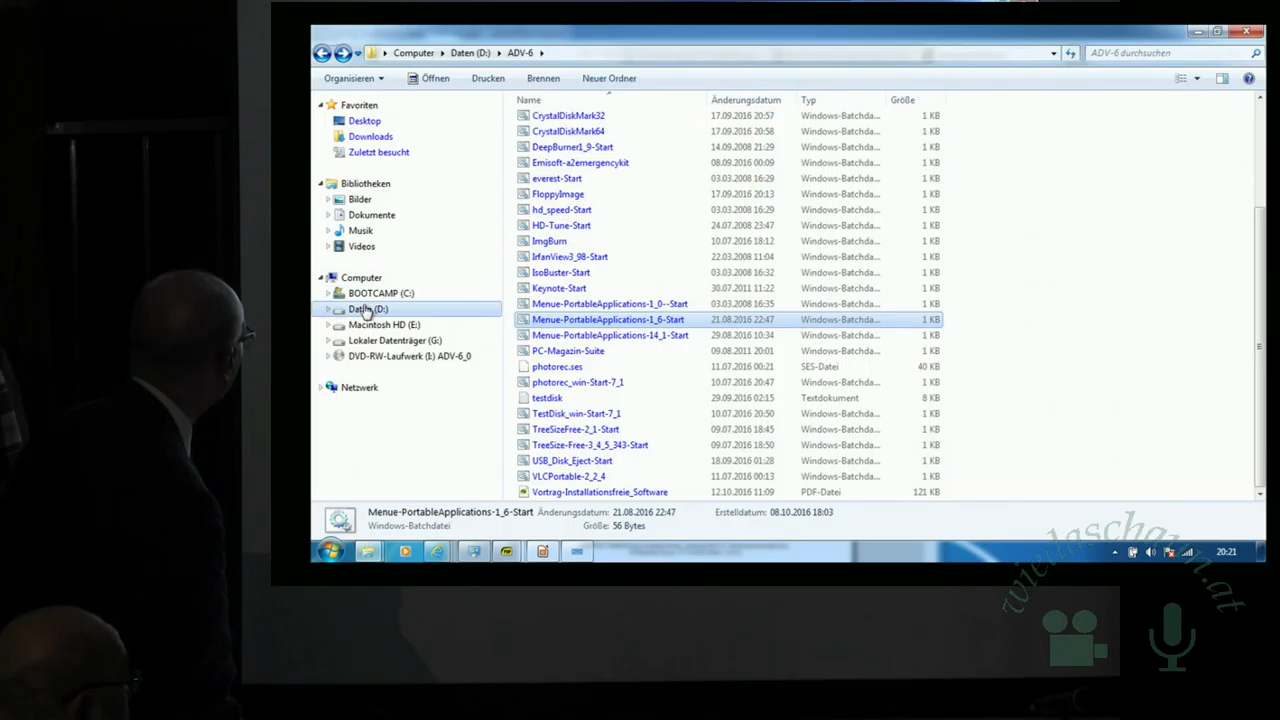 Computer ▸ Daten (D:) ▸ ADV-6 ▸
ADV-6 durchsuchen
Organisieren Öffnen Drucken Brennen Neuer Ordner
Favoriten
Desktop
Downloads
Zuletzt besucht
Bibliotheken
Bilder
Dokumente
Musik
Videos
Computer
BOOTCAMP (C:)
Daten (D:)
Macintosh HD (E:)
Lokaler Datenträger (G:)
DVD-RW-Laufwerk (I:) ADV-6_0
Netzwerk
Name Änderungsdatum Typ Größe
CrystalDiskMark32 17.09.2016 20:57 Windows-Batchda... 1 KB
CrystalDiskMark64 17.09.2016 20:58 Windows-Batchda... 1 KB
DeepBurner1_9-Start 14.09.2008 21:29 Windows-Batchda... 1 KB
Emisoft-a2emergencykit 08.09.2016 00:09 Windows-Batchda... 1 KB
everest-Start 03.03.2008 16:29 Windows-Batchda... 1 KB
FloppyImage 17.09.2016 20:13 Windows-Batchda... 1 KB
hd_speed-Start 03.03.2008 16:29 Windows-Batchda... 1 KB
HD-Tune-Start 24.07.2008 23:47 Windows-Batchda... 1 KB
ImgBurn 10.07.2016 18:12 Windows-Batchda... 1 KB
IrfanView3_98-Start 22.03.2008 11:04 Windows-Batchda... 1 KB
IsoBuster-Start 03.03.2008 16:32 Windows-Batchda... 1 KB
Keynote-Start 30.07.2011 11:22 Windows-Batchda... 1 KB
Menue-PortableApplications-1_0--Start 03.03.2008 16:35 Windows-Batchda... 1 KB
Menue-PortableApplications-1_6-Start 21.08.2016 22:47 Windows-Batchda... 1 KB
Menue-PortableApplications-14_1-Start 29.08.2016 10:34 Windows-Batchda... 1 KB
PC-Magazin-Suite 09.08.2011 20:01 Windows-Batchda... 1 KB
photorec.ses 11.07.2016 00:21 SES-Datei 40 KB
photorec_win-Start-7_1 10.07.2016 20:47 Windows-Batchda... 1 KB
testdisk 29.09.2016 02:15 Textdokument 8 KB
TestDisk_win-Start-7_1 10.07.2016 20:50 Windows-Batchda... 1 KB
TreeSizeFree-2_1-Start 09.07.2016 18:45 Windows-Batchda... 1 KB
TreeSize-Free-3_4_5_343-Start 09.07.2016 18:50 Windows-Batchda... 1 KB
USB_Disk_Eject-Start 18.09.2016 01:28 Windows-Batchda... 1 KB
VLCPortable-2_2_4 11.07.2016 00:13 Windows-Batchda... 1 KB
Vortrag-Installationsfreie_Software 12.10.2016 11:09 PDF-Datei 121 KB
Menue-PortableApplications-1_6-Start Änderungsdatum: 21.08.2016 22:47 Erstelldatum: 08.10.2016 18:03
Windows-Batchdatei Größe: 56 Bytes
20:21
wiedaschaun.at